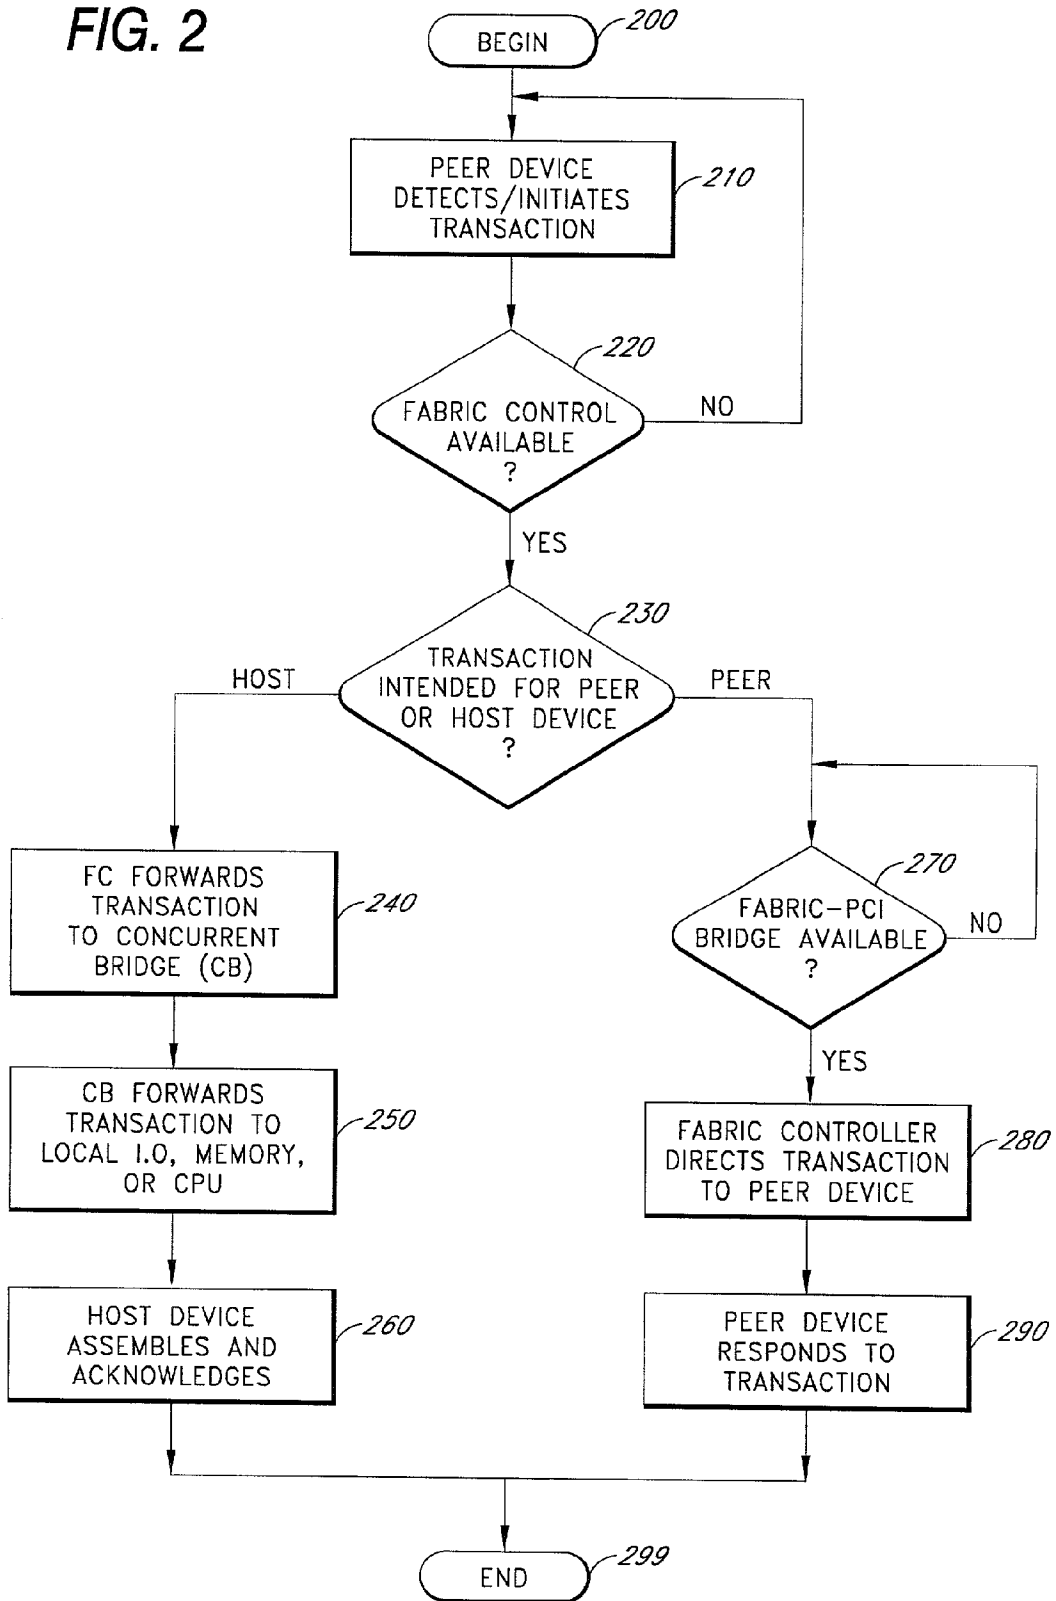 FIG. 2
BEGIN
200
PEER DEVICE
DETECTS/INITIATES
TRANSACTION
210
220
FABRIC CONTROL
AVAILABLE
?
NO
YES
230
TRANSACTION
INTENDED FOR PEER
OR HOST DEVICE
?
HOST
PEER
FC FORWARDS
TRANSACTION
TO CONCURRENT
BRIDGE (CB)
240
270
FABRIC-PCI
BRIDGE AVAILABLE
?
NO
YES
CB FORWARDS
TRANSACTION TO
LOCAL I.O, MEMORY,
OR CPU
250
FABRIC CONTROLLER
DIRECTS TRANSACTION
TO PEER DEVICE
280
HOST DEVICE
ASSEMBLES AND
ACKNOWLEDGES
260
PEER DEVICE
RESPONDS TO
TRANSACTION
290
END
299